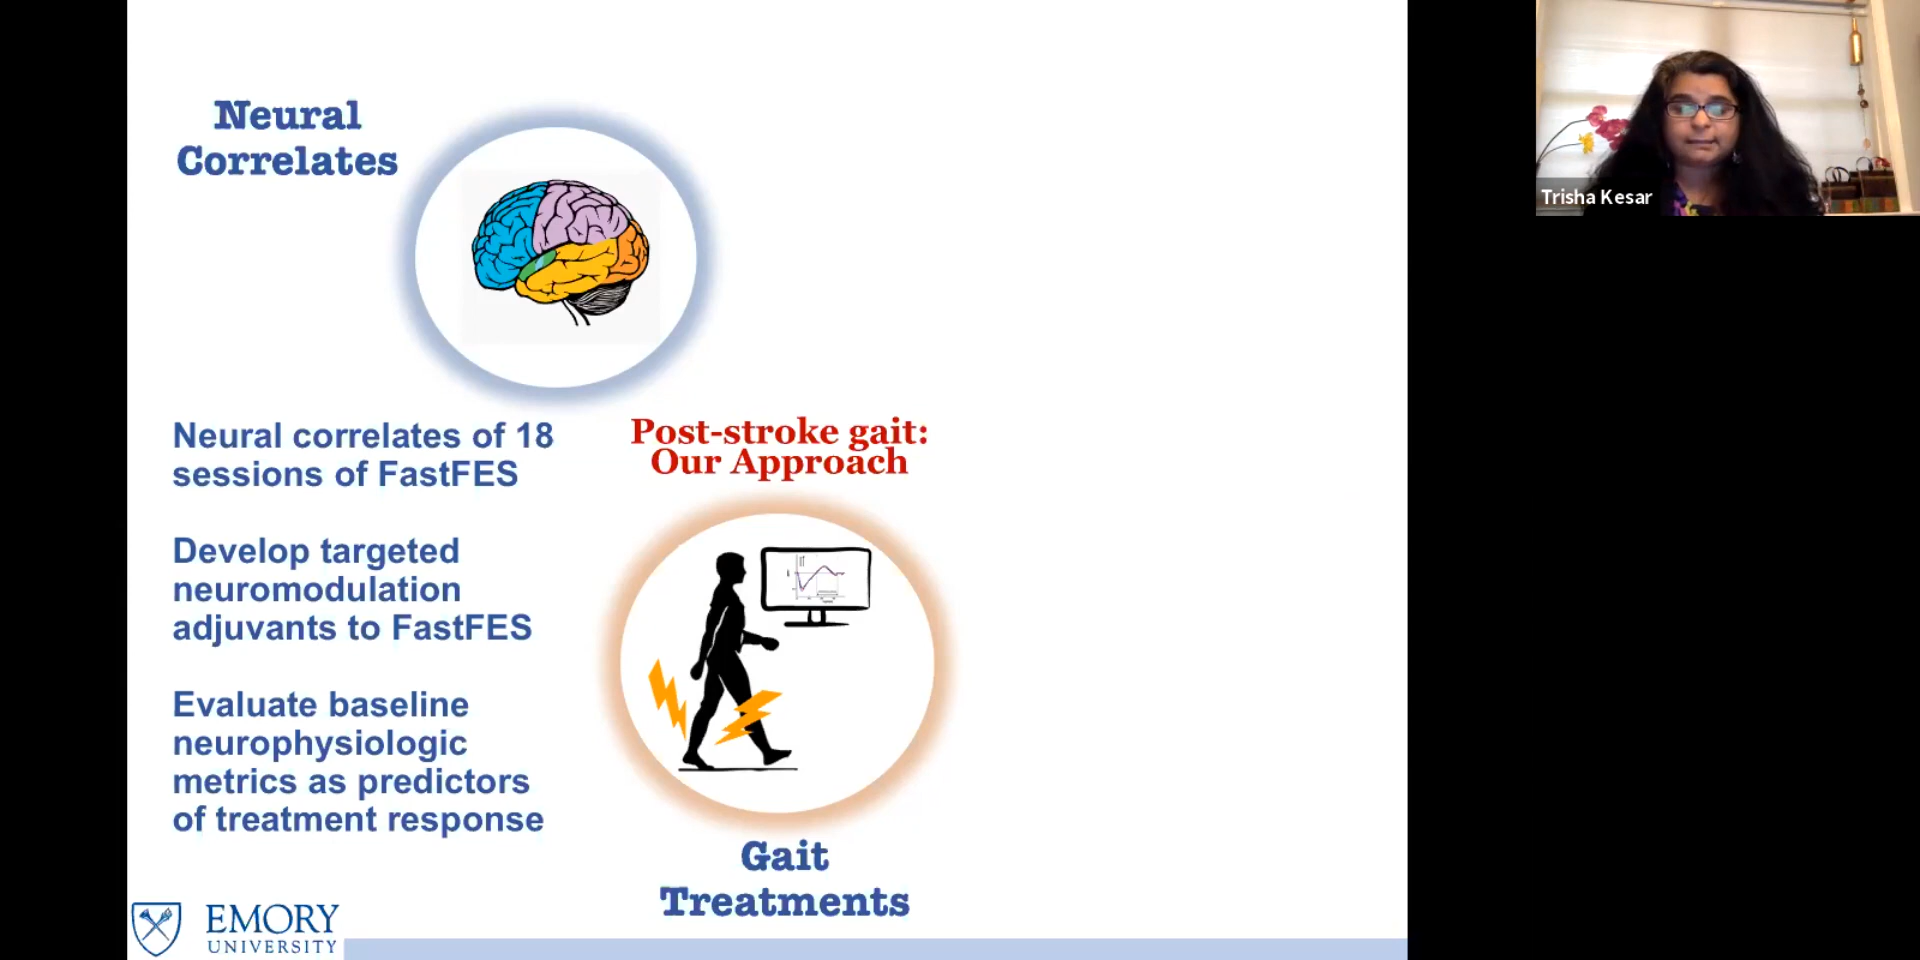 Neural
Correlates
Neural correlates of 18
sessions of FastFES
Develop targeted
neuromodulation
adjuvants to FastFES
Evaluate baseline
neurophysiologic
metrics as predictors
of treatment response
Post-stroke gait:
Our Approach
Gait
Treatments
EMORY
UNIVERSITY
Trisha Kesar